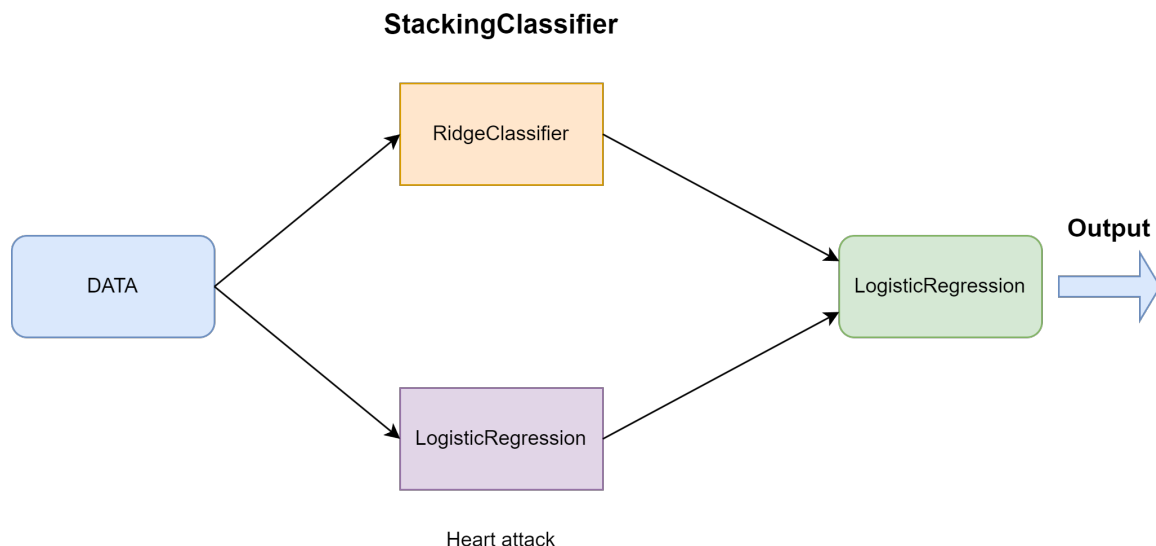 StackingClassifier
RidgeClassifier
Output
DATA
LogisticRegression
LogisticRegression
Heart attack